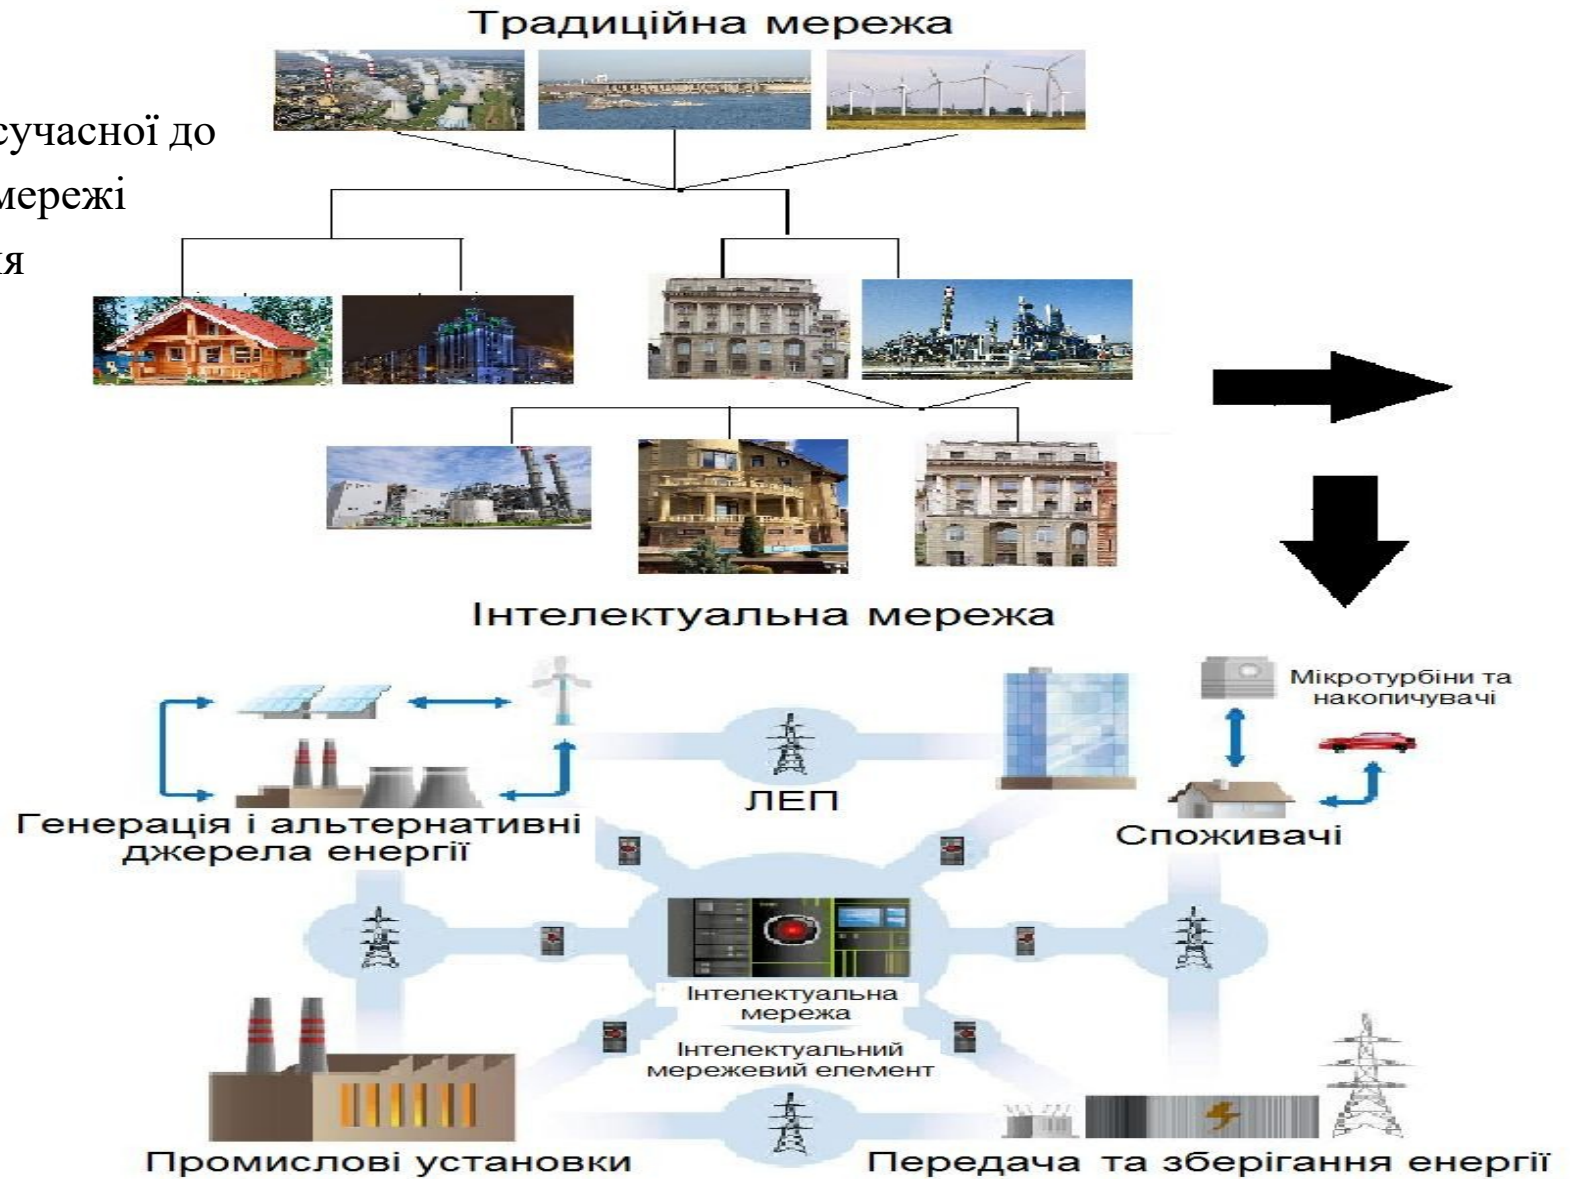 Традиційна мережа
сучасної до
мережі
Інтелектуальна мережа
Мікротурбіни та
накопичувачі
ЛЕП
Генерація і альтернативні
джерела енергії
Споживачі
Інтелектуальна
мережа
Інтелектуальний
мережевий елемент
Промислові установки
Передача та зберігання енергії